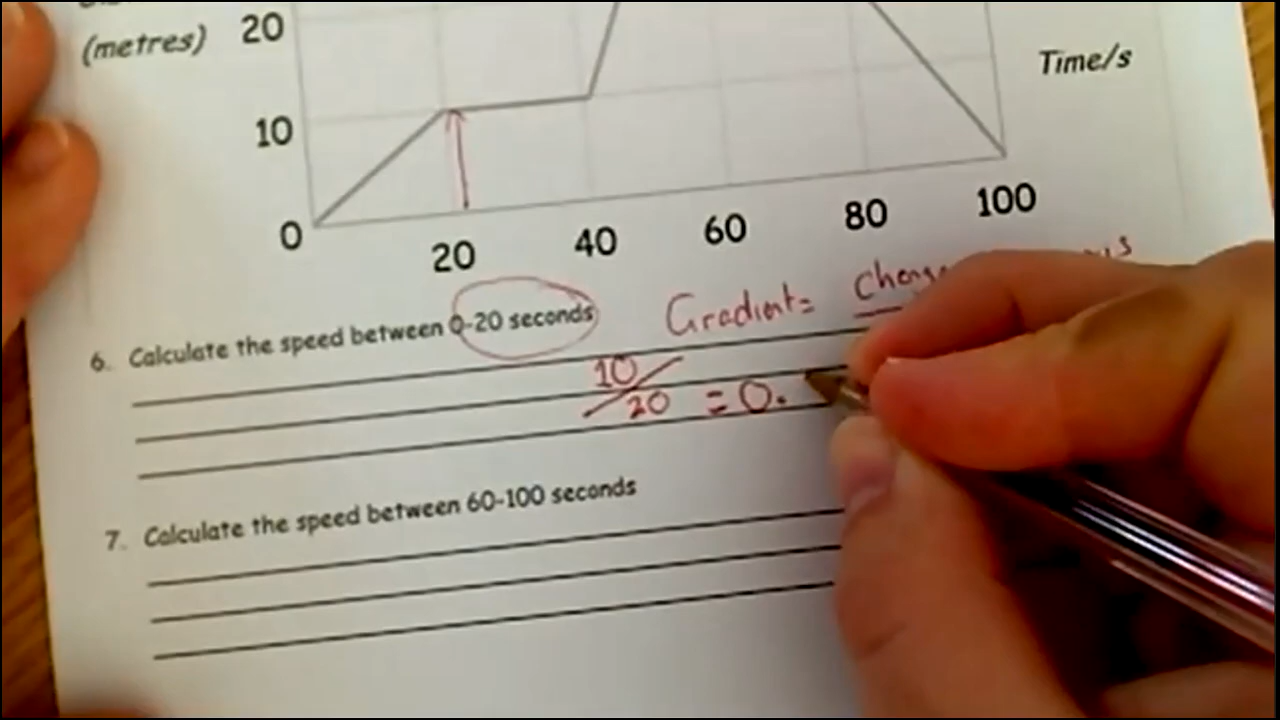 (metres) 20
Time/s
10
0 20 40 60 80 100
6. Calculate the speed between 0-20 seconds
Gradient =
10/20 = 0.
7. Calculate the speed between 60-100 seconds